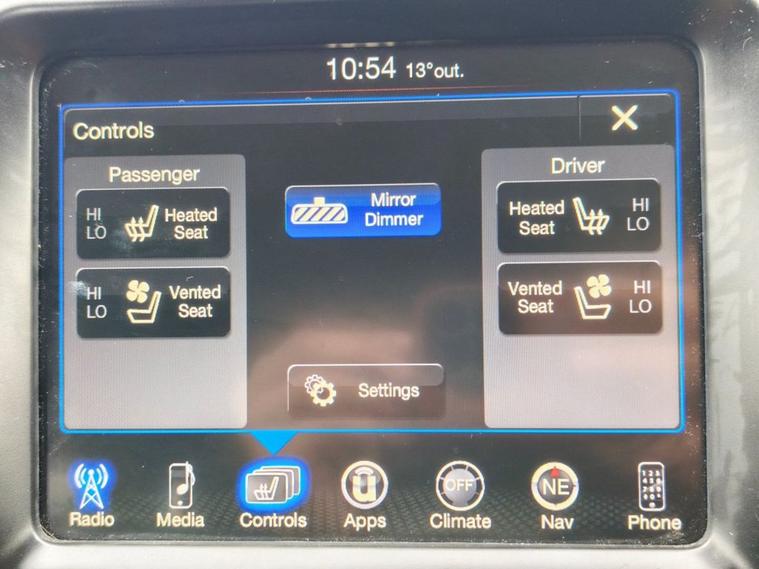 10:54 13°out.
Controls
Passenger
HI
LO
Heated
Seat
HI
LO
Vented
Seat
Mirror
Dimmer
Settings
Driver
Heated
Seat
HI
LO
Vented
Seat
HI
LO
Radio
Media
Controls
u
Apps
OFF
Climate
NE
Nav
Phone